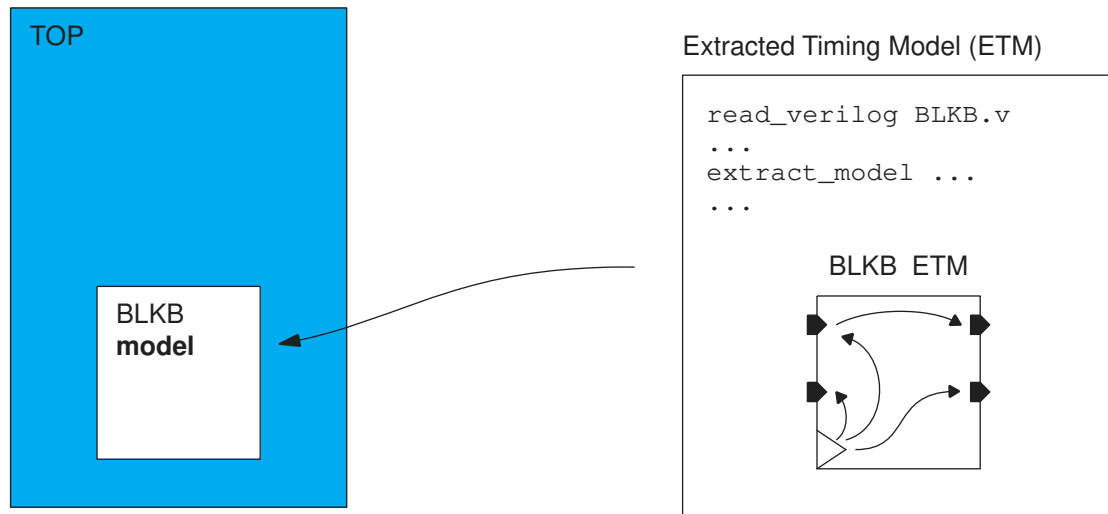 TOP
BLKB
model
Extracted Timing Model (ETM)
read_verilog BLKB.v
...
extract_model ...
...
BLKB ETM